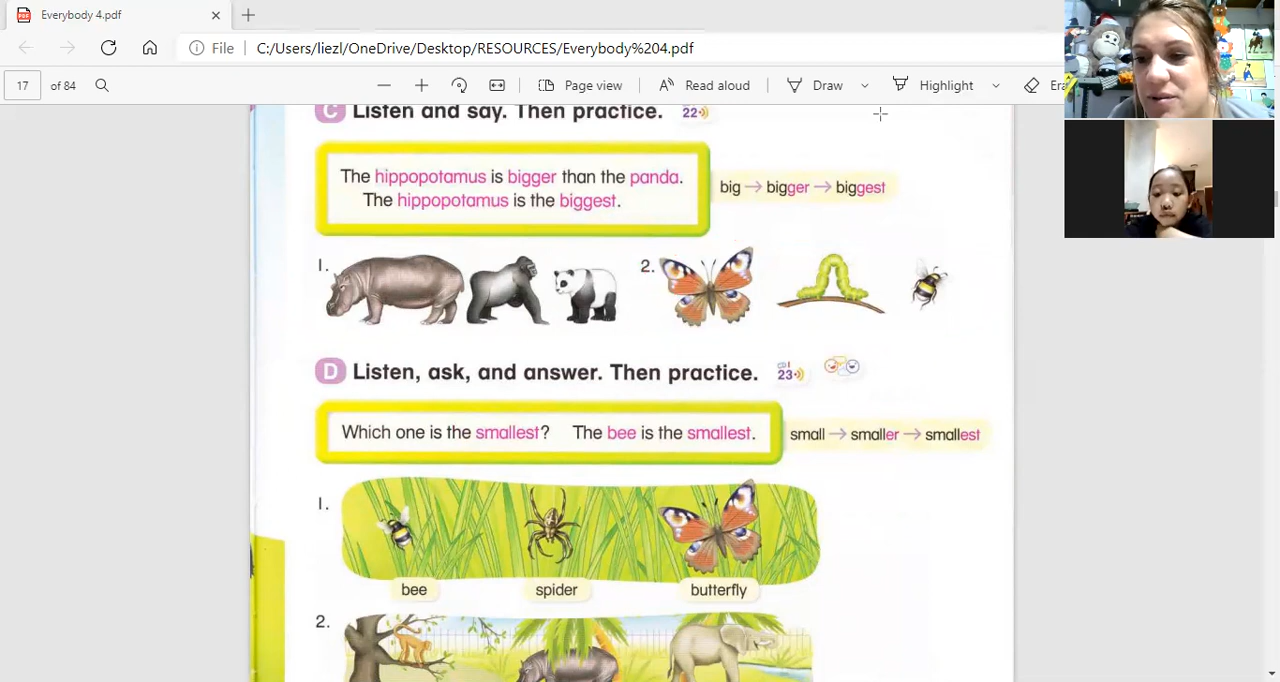 Everybody 4.pdf
File C:/Users/liezl/OneDrive/Desktop/RESOURCES/Everybody%204.pdf
17 of 84 Page view Read aloud Draw Highlight Era
C Listen and say. Then practice. 22
The hippopotamus is bigger than the panda.
The hippopotamus is the biggest.
big → bigger → biggest
1. 2.
D Listen, ask, and answer. Then practice. CD1 23
Which one is the smallest? The bee is the smallest.
small → smaller → smallest
1.
bee spider butterfly
2.